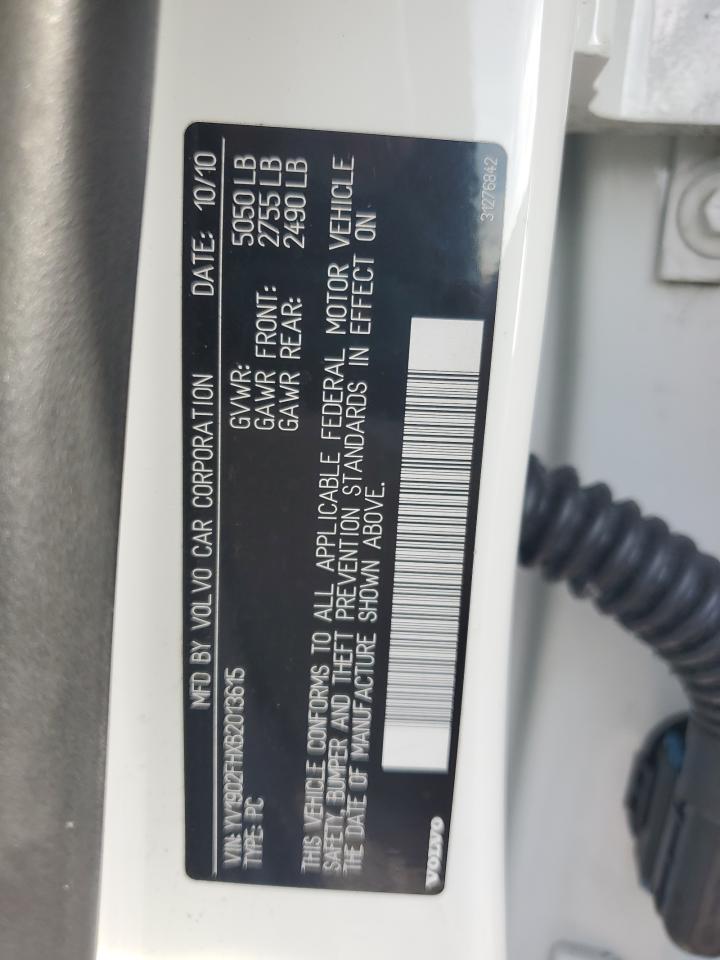 MFD BY VOLVO CAR CORPORATION DATE: 10/10
VIN: YV1902FHXB2013615 GVWR: 5050 LB
TYPE: PC GAWR FRONT: 2755 LB
GAWR REAR: 2490 LB
THIS VEHICLE CONFORMS TO ALL APPLICABLE FEDERAL MOTOR VEHICLE
SAFETY, BUMPER AND THEFT PREVENTION STANDARDS IN EFFECT ON
THE DATE OF MANUFACTURE SHOWN ABOVE.
VOLVO
31276842